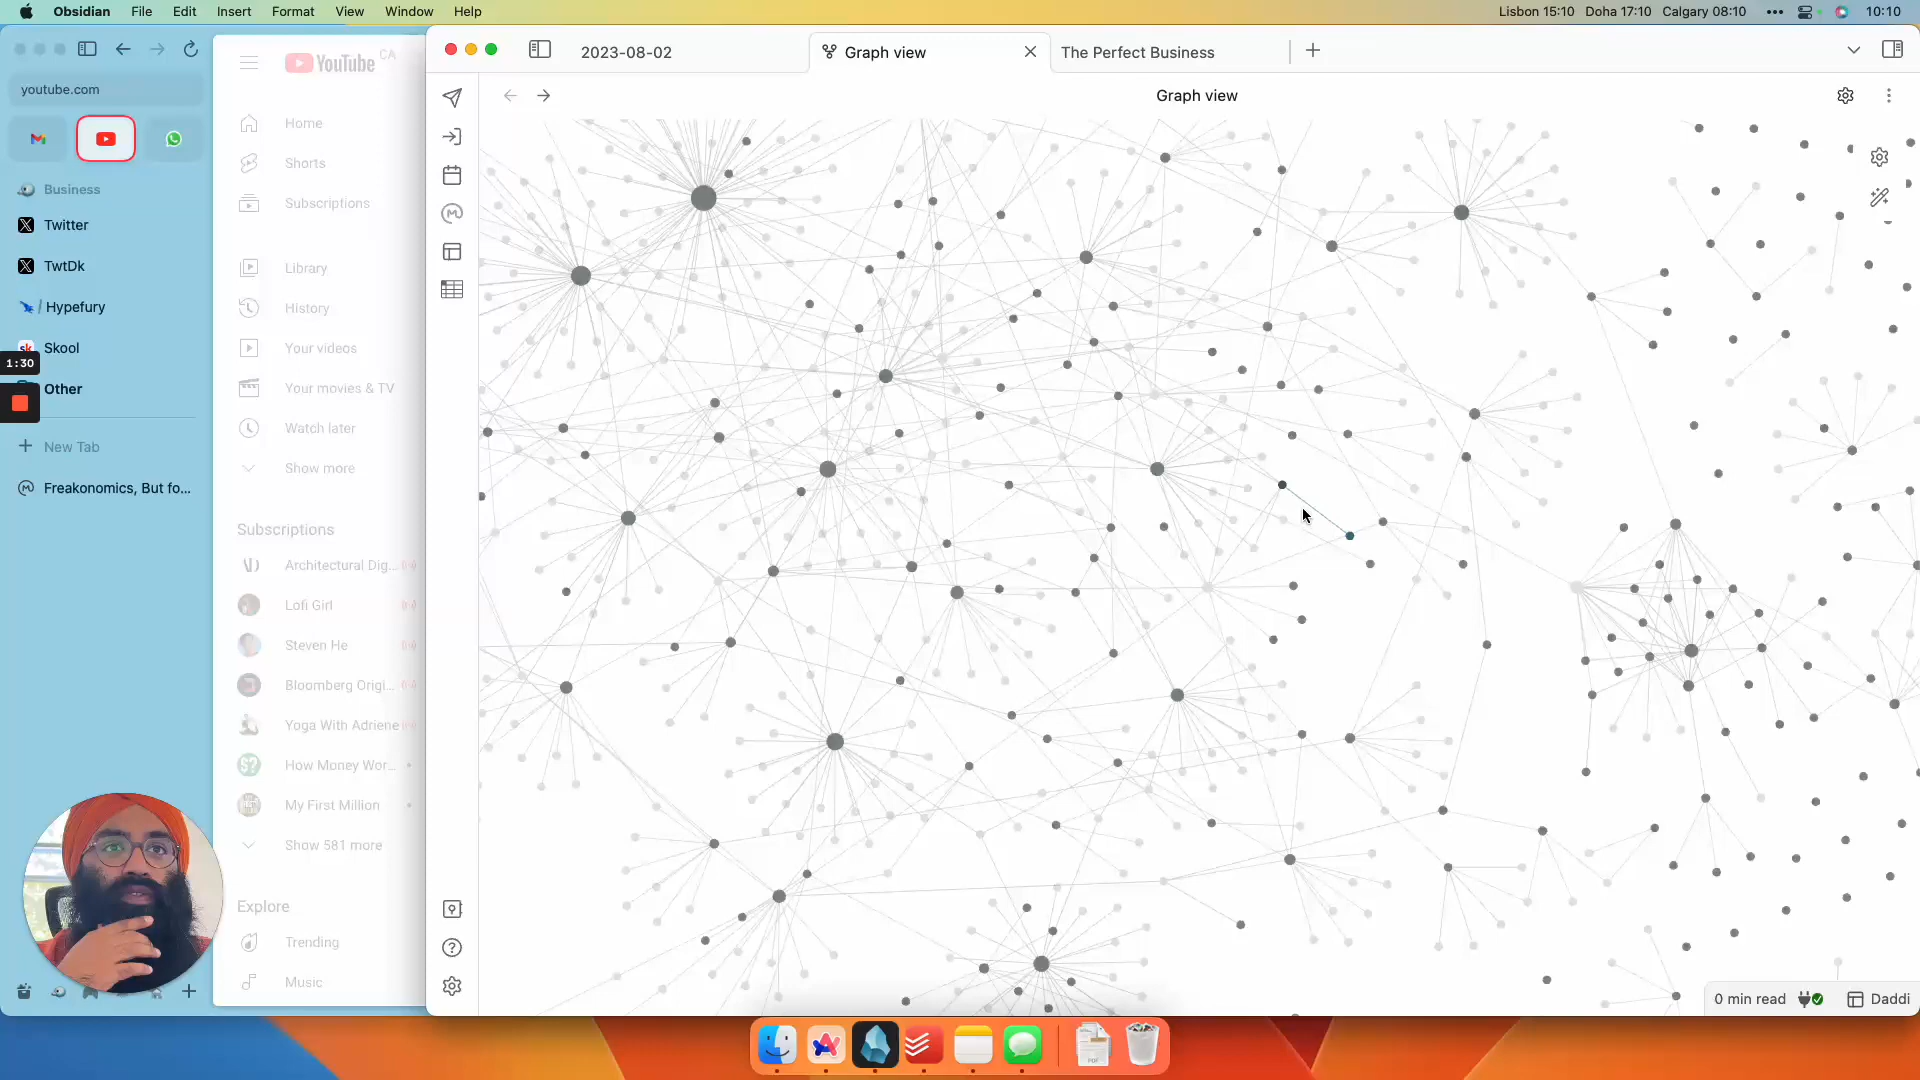 Obsidian File Edit Insert Format View Window Help
Lisbon 15:10 Doha 17:10 Calgary 08:10 ••• 10:10
youtube.com
Business
Twitter
TwtDk
Hypefury
Skool
1:30
Other
New Tab
Freakonomics, But fo...
YouTube CA
Home
Shorts
Subscriptions
Library
History
Your videos
Your movies & TV
Watch later
Show more
Subscriptions
Architectural Dig...
Lofi Girl
Steven He
Bloomberg Origi...
Yoga With Adriene
How Money Wor...
My First Million
Show 581 more
Explore
Trending
Music
2023-08-02
Graph view
The Perfect Business
Graph view
0 min read
Daddi
PDF